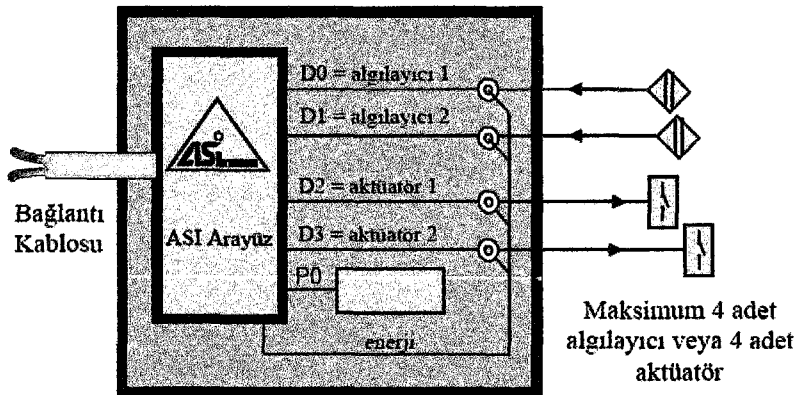 D0 = algılayıcı 1
D1 = algılayıcı 2
D2 = aktüatör 1
D3 = aktüatör 2
P0
enerji
ASI Arayüz
Bağlantı
Kablosu
Maksimum 4 adet
algılayıcı veya 4 adet
aktüatör